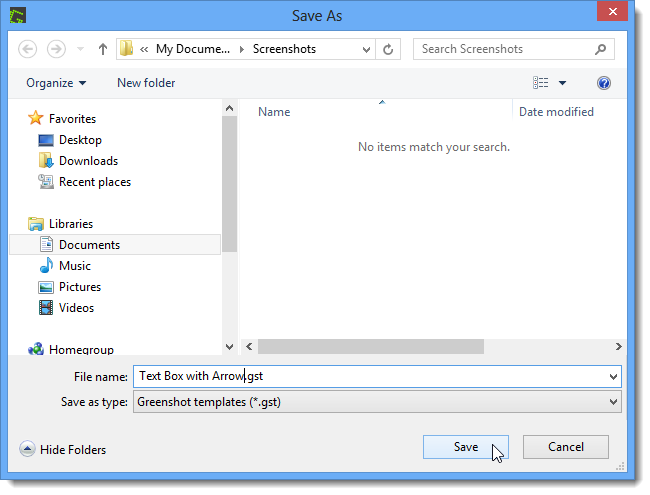 Save As
« My Docume... Screenshots
Search Screenshots
Organize
New folder
Name
Date modified
No items match your search.
Favorites
Desktop
Downloads
Recent places
Libraries
Documents
Music
Pictures
Videos
Homegroup
File name: Text Box with Arrow.gst
Save as type: Greenshot templates (*.gst)
Hide Folders
Save
Cancel